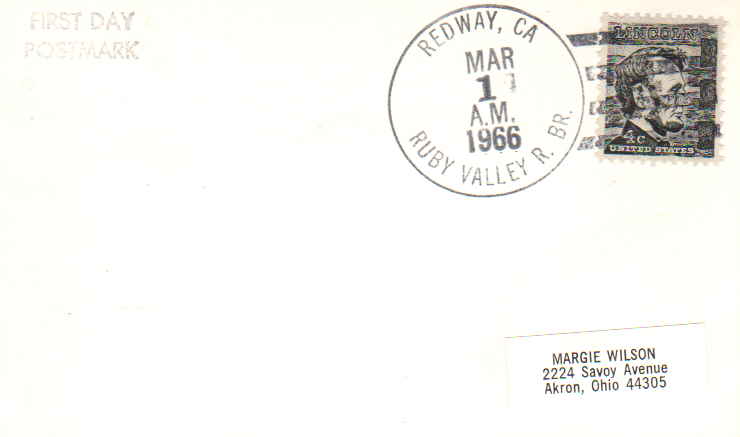 FIRST DAY
POSTMARK
REDWAY, CA
MAR
1
A.M.
1966
RUBY VALLEY R. BR.
LINCOLN
4c
UNITED STATES
MARGIE WILSON
2224 Savoy Avenue
Akron, Ohio 44305